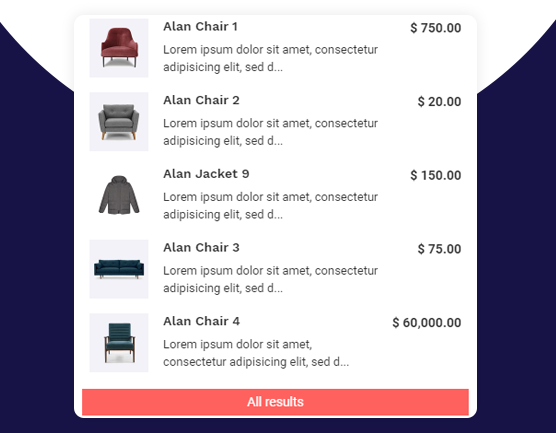 Alan Chair 1
$ 750.00
Lorem ipsum dolor sit amet, consectetur
adipisicing elit, sed d...
Alan Chair 2
$ 20.00
Lorem ipsum dolor sit amet, consectetur
adipisicing elit, sed d...
Alan Jacket 9
$ 150.00
Lorem ipsum dolor sit amet, consectetur
adipisicing elit, sed d...
Alan Chair 3
$ 75.00
Lorem ipsum dolor sit amet, consectetur
adipisicing elit, sed d...
Alan Chair 4
$ 60,000.00
Lorem ipsum dolor sit amet,
consectetur adipisicing elit, sed d...
All results